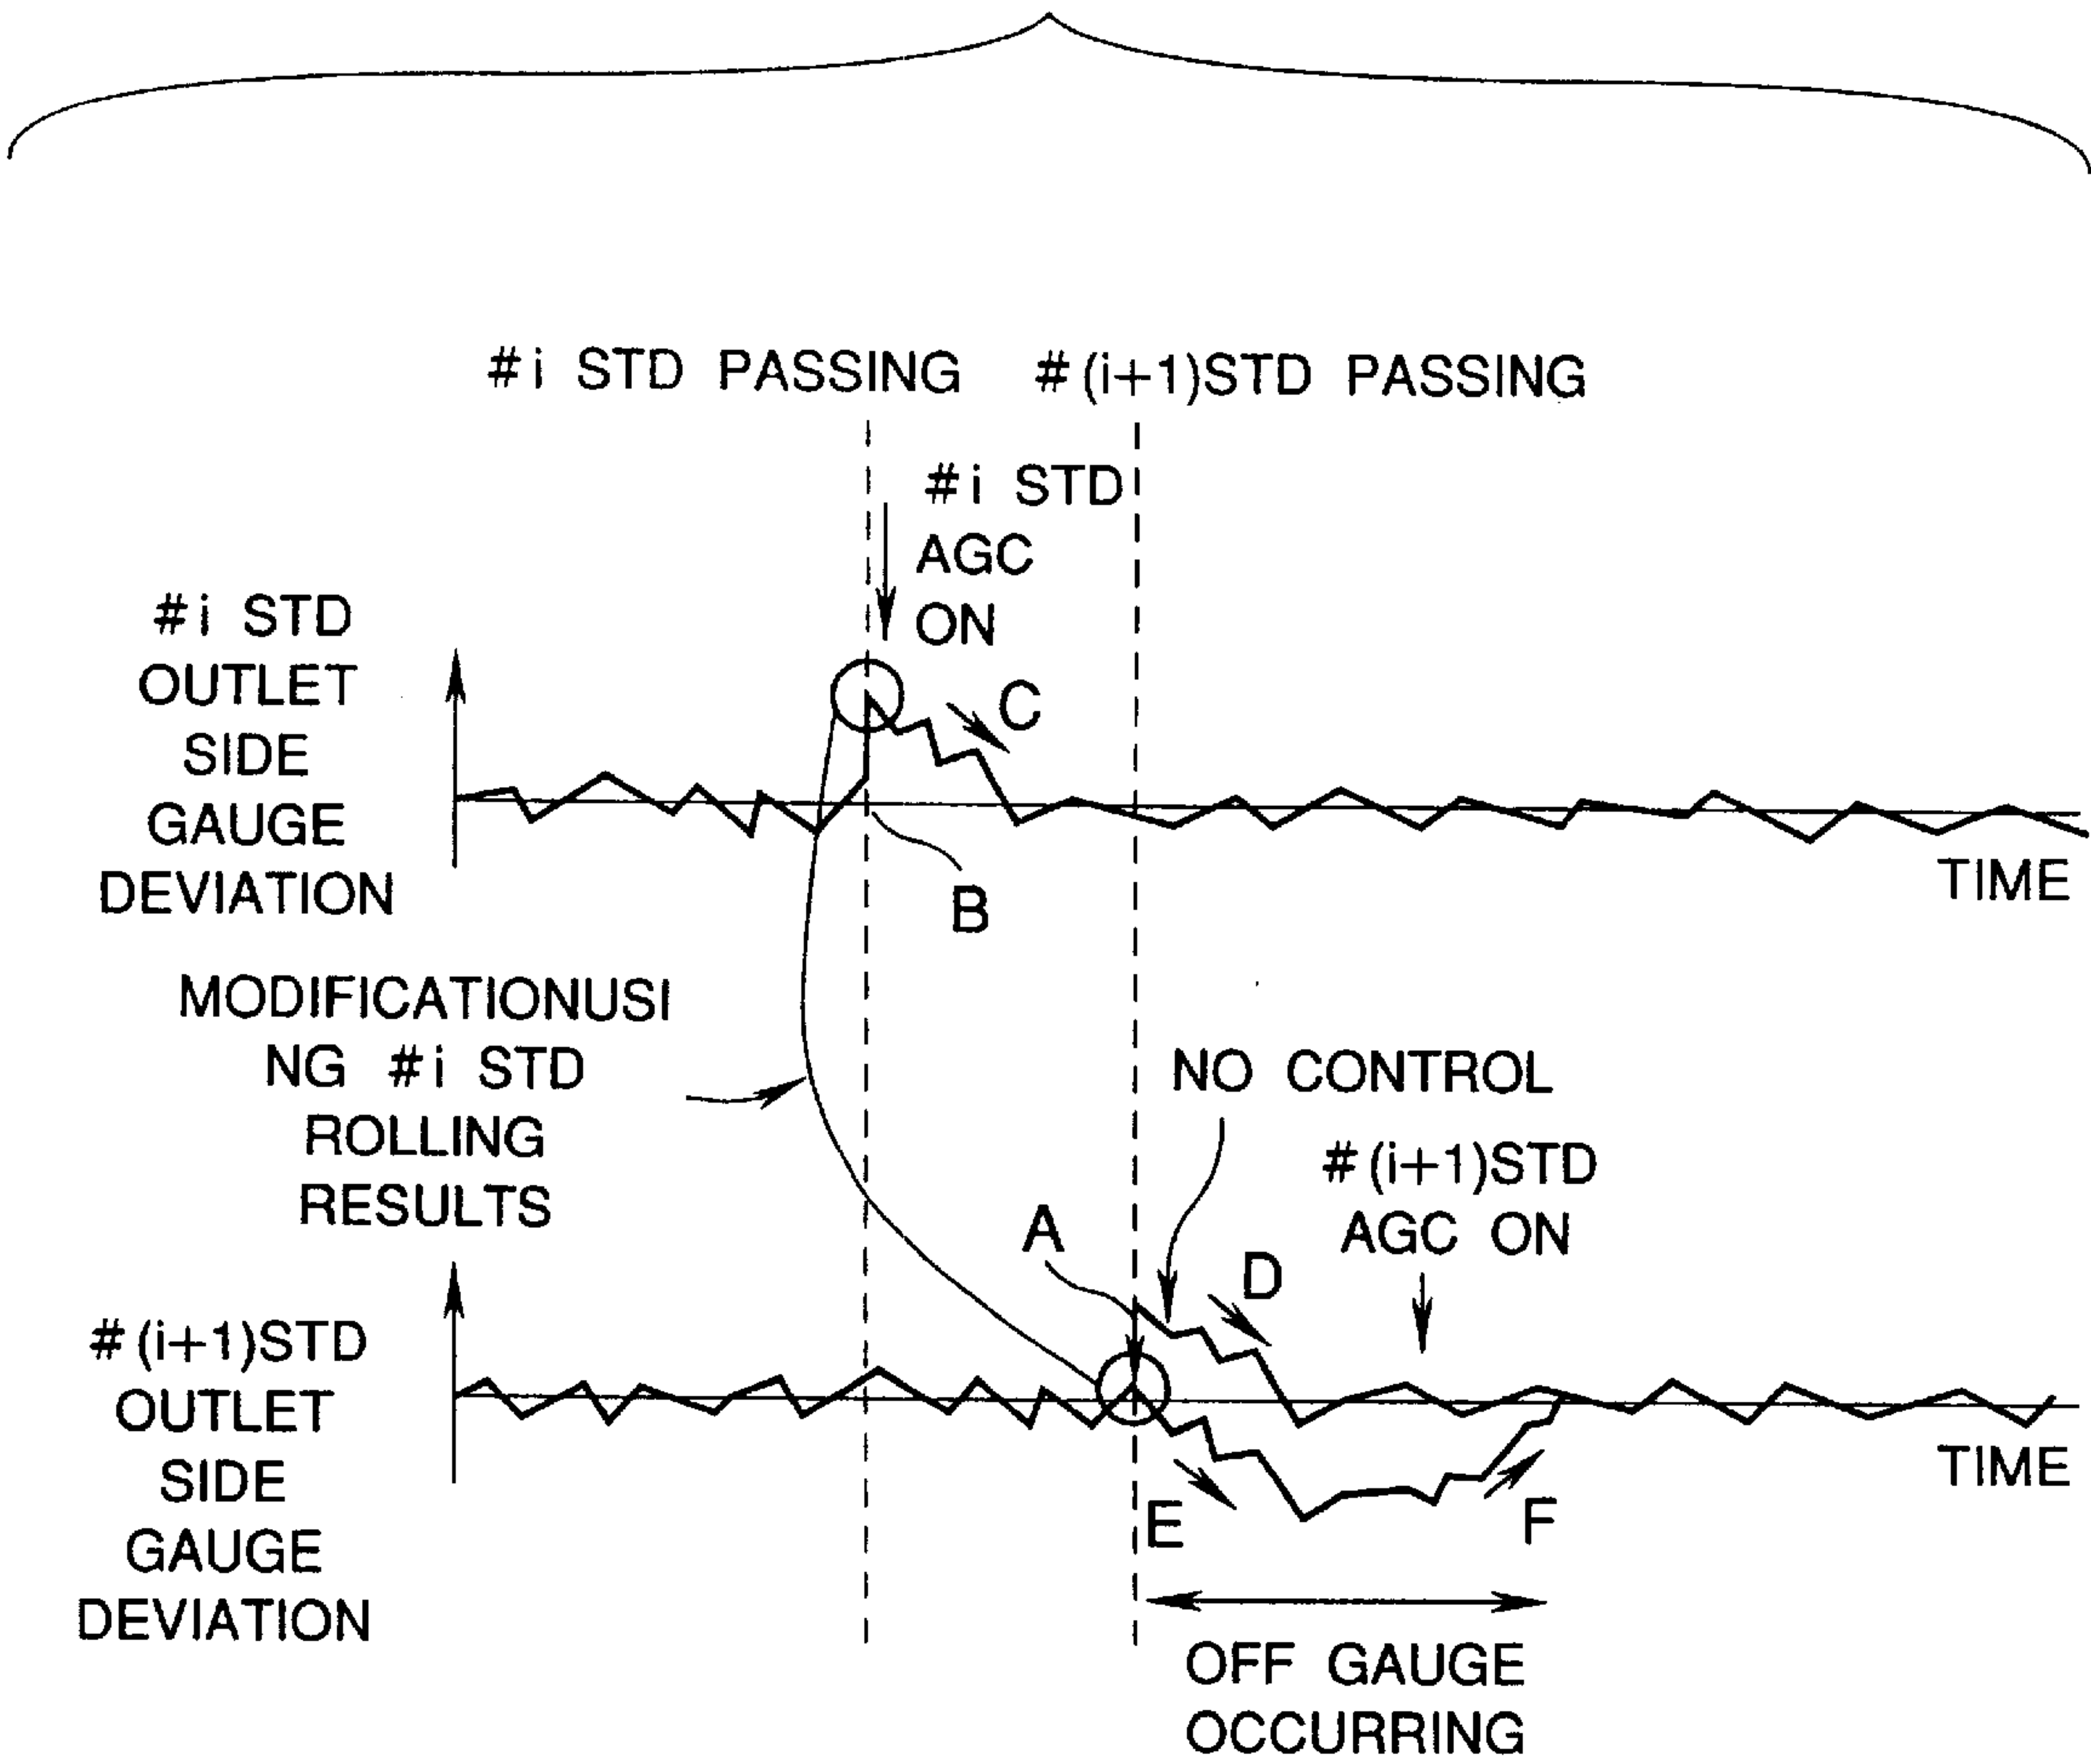 #i STD PASSING
#(i+1)STD PASSING
#i STD
AGC
ON
#i STD
OUTLET
SIDE
GAUGE
DEVIATION
C
B
TIME
MODIFICATIONUSI
NG #i STD
ROLLING
RESULTS
NO CONTROL
#(i+1)STD
AGC ON
A
D
#(i+1)STD
OUTLET
SIDE
GAUGE
DEVIATION
E
F
TIME
OFF GAUGE
OCCURRING